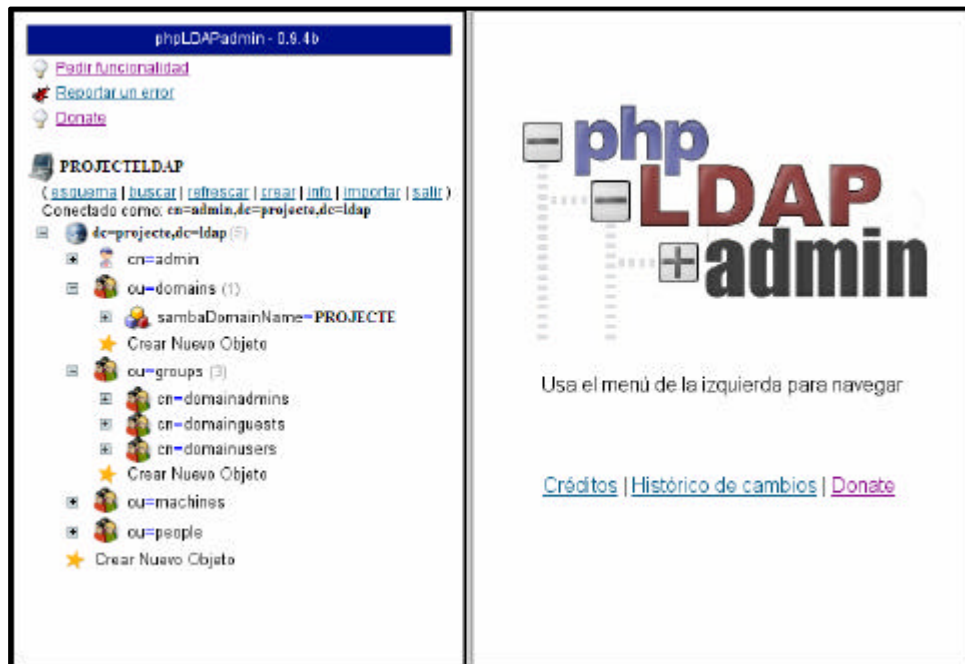 phpLDAPadmin - 0.9.4b
Pedir funcionalidad
Reportar un error
Donate
PROJECTELDAP
( esquema | buscar | refrescar | crear | info | importar | salir )
Conectado como: cn=admin,dc=projecte,dc=ldap
dc=projecte,dc=ldap (5)
cn=admin
ou=domains (1)
sambaDomainName=PROJECTE
Crear Nuevo Objeto
ou=groups (3)
cn=domainadmins
cn=domainguests
cn=domainusers
Crear Nuevo Objeto
ou=machines
ou=people
Crear Nuevo Objeto
php
LDAP
admin
Usa el menú de la izquierda para navegar
Créditos | Histórico de cambios | Donate